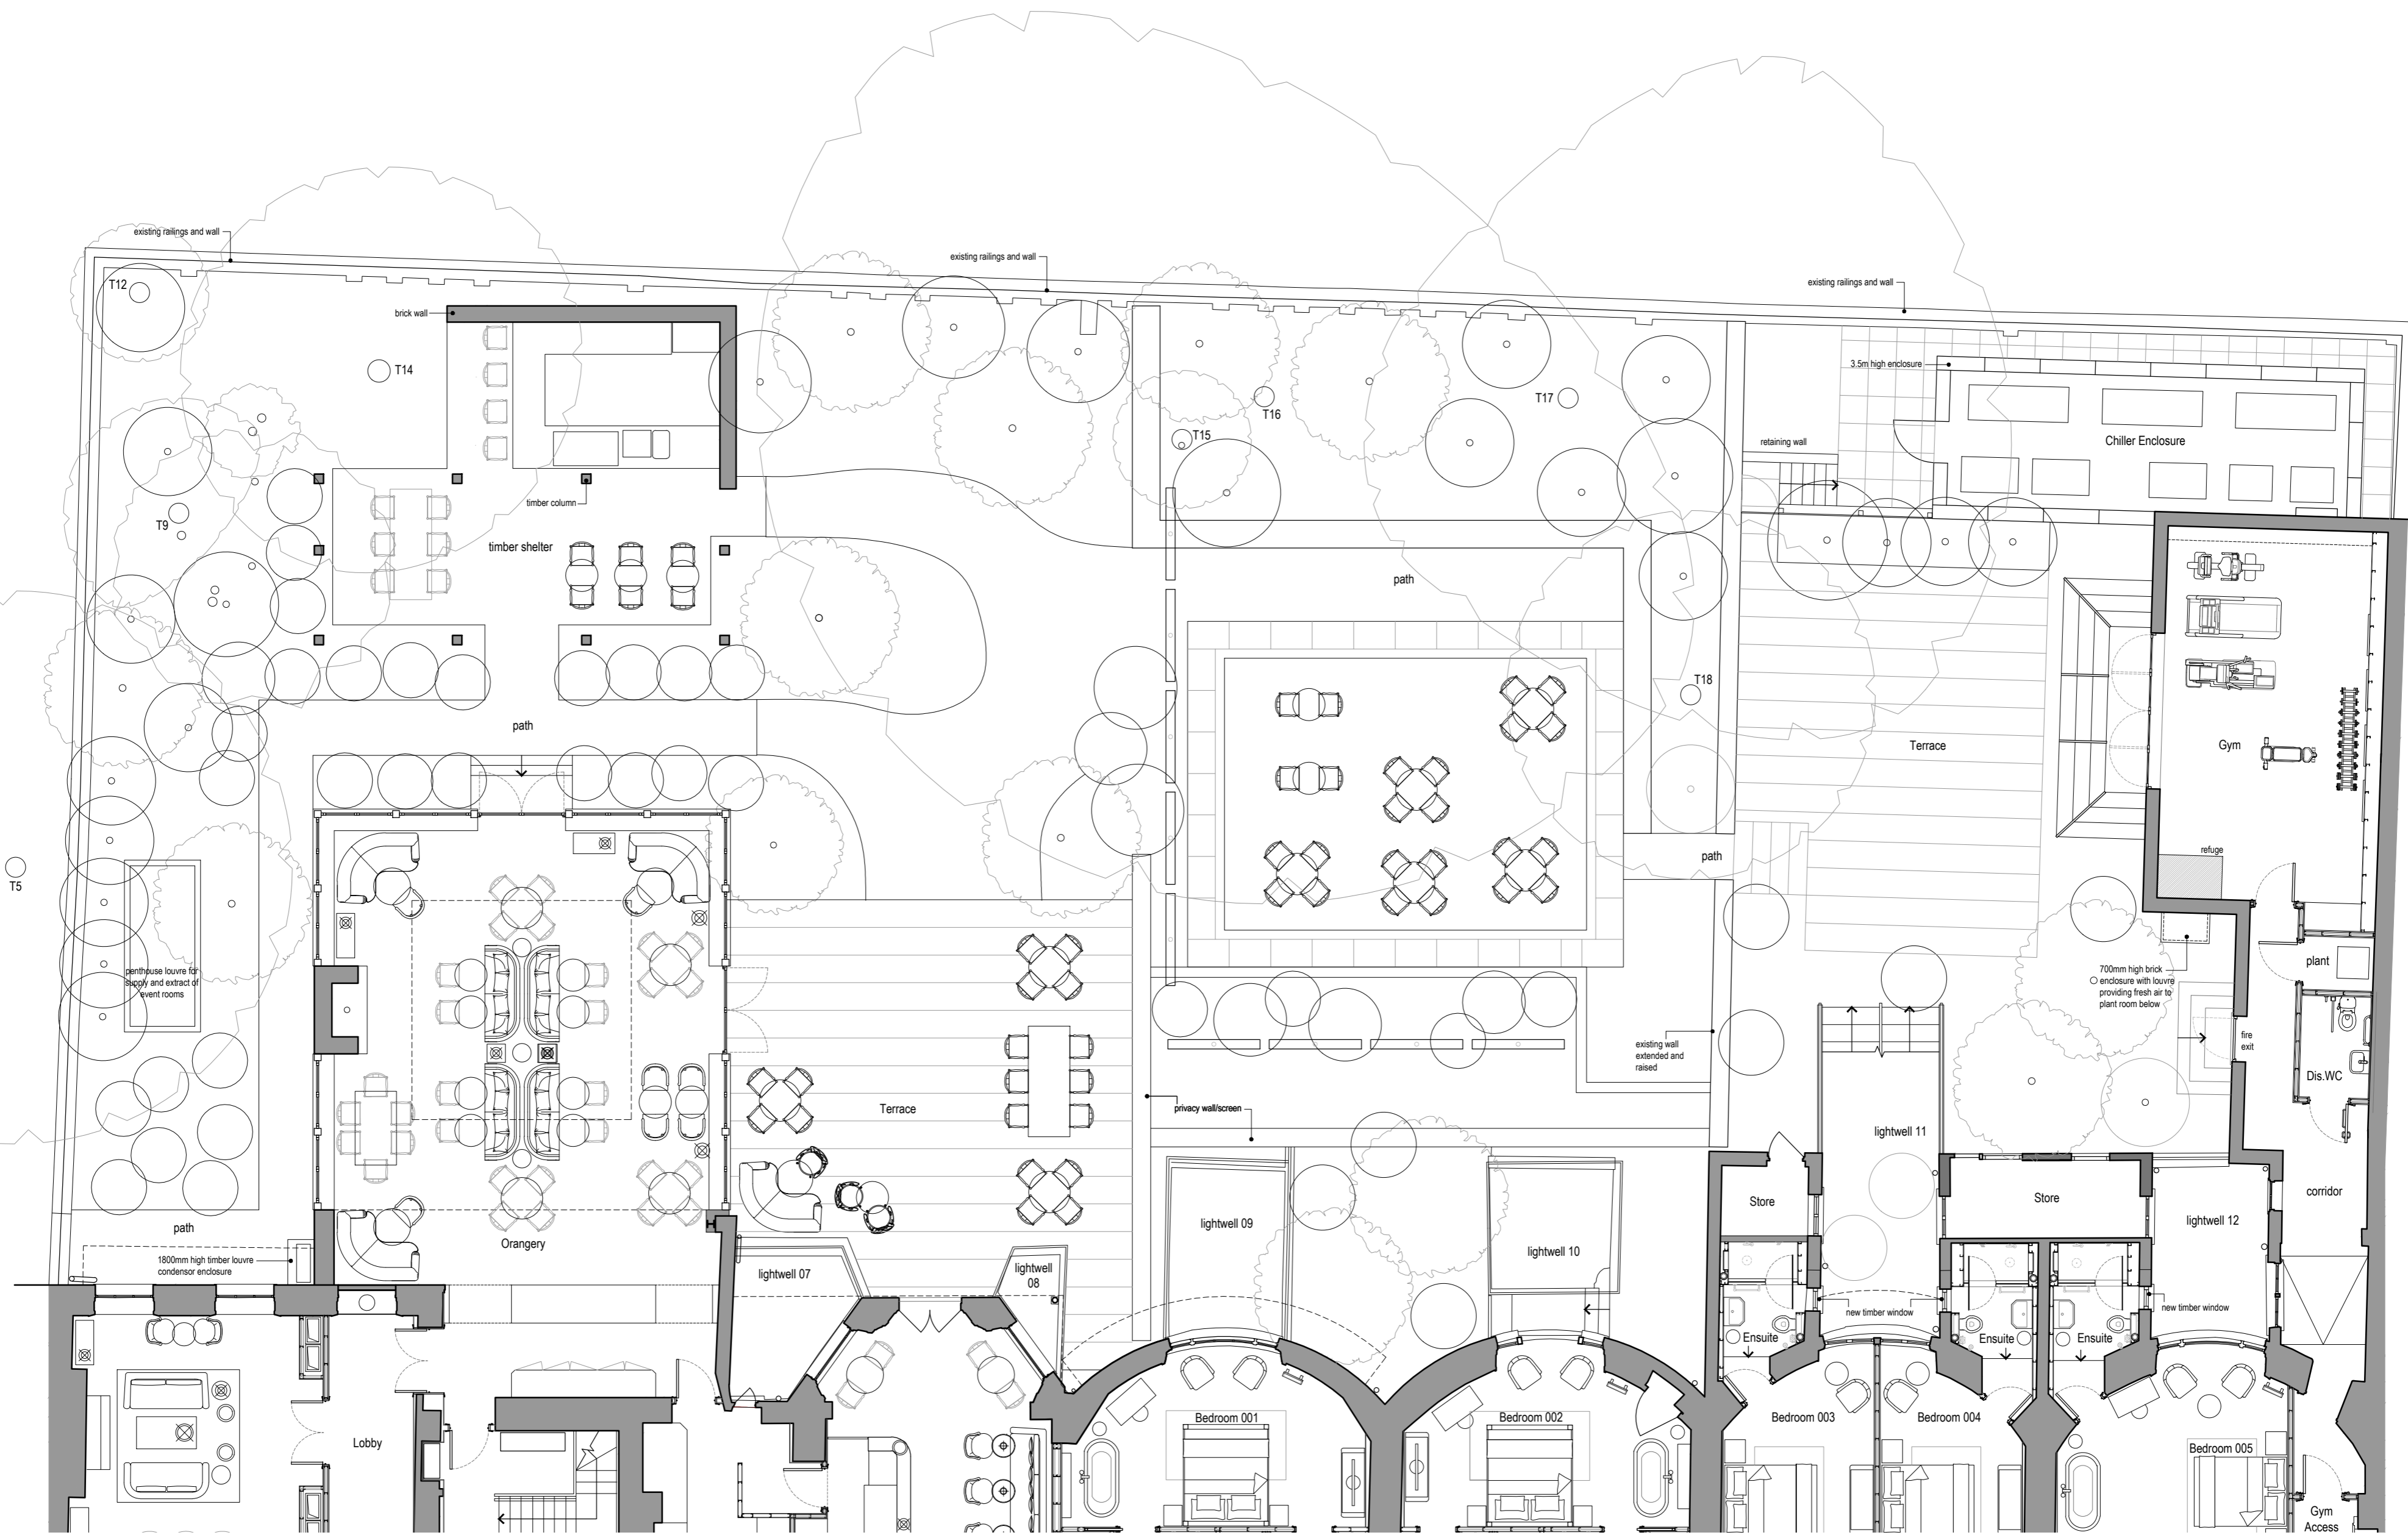 existing railings and wall
existing railings and wall
existing railings and wall
T12
brick wall
T14
T16
T17
T15
3.5m high enclosure
Chiller Enclosure
retaining wall
timber column
T9
timber shelter
path
T18
path
Terrace
Gym
path
refuge
T5
penthouse louvre for
supply and extract of
event rooms
plant
700mm high brick
enclosure with louvre
providing fresh air to
plant room below
fire
exit
existing wall
extended and
raised
Dis.WC
Terrace
privacy wall/screen
lightwell 11
Store
Store
corridor
path
Orangery
lightwell 09
lightwell 10
lightwell 12
1800mm high timber louvre
condensor enclosure
lightwell 07
lightwell
08
new timber window
new timber window
Ensuite
Ensuite
Ensuite
Lobby
Bedroom 001
Bedroom 002
Bedroom 003
Bedroom 004
Bedroom 005
Gym
Access